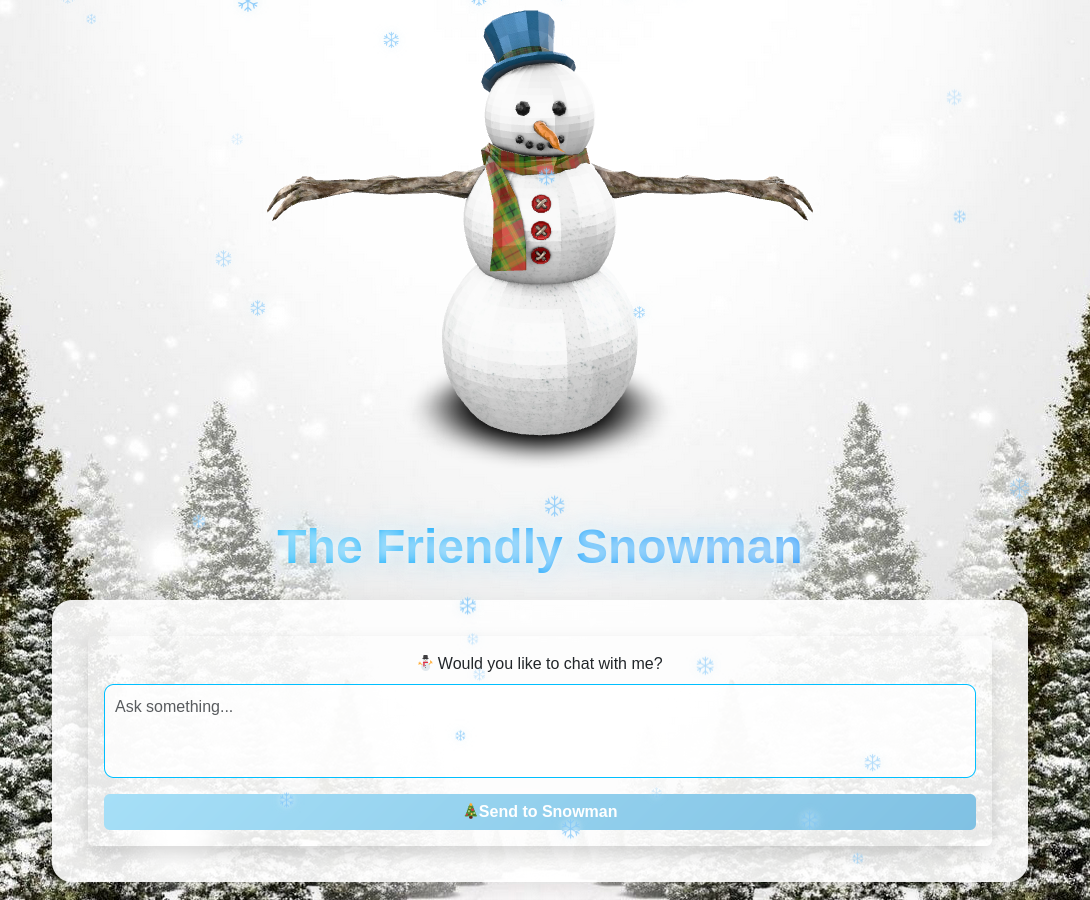 The Friendly Snowman
Would you like to chat with me?
Ask something...
Send to Snowman